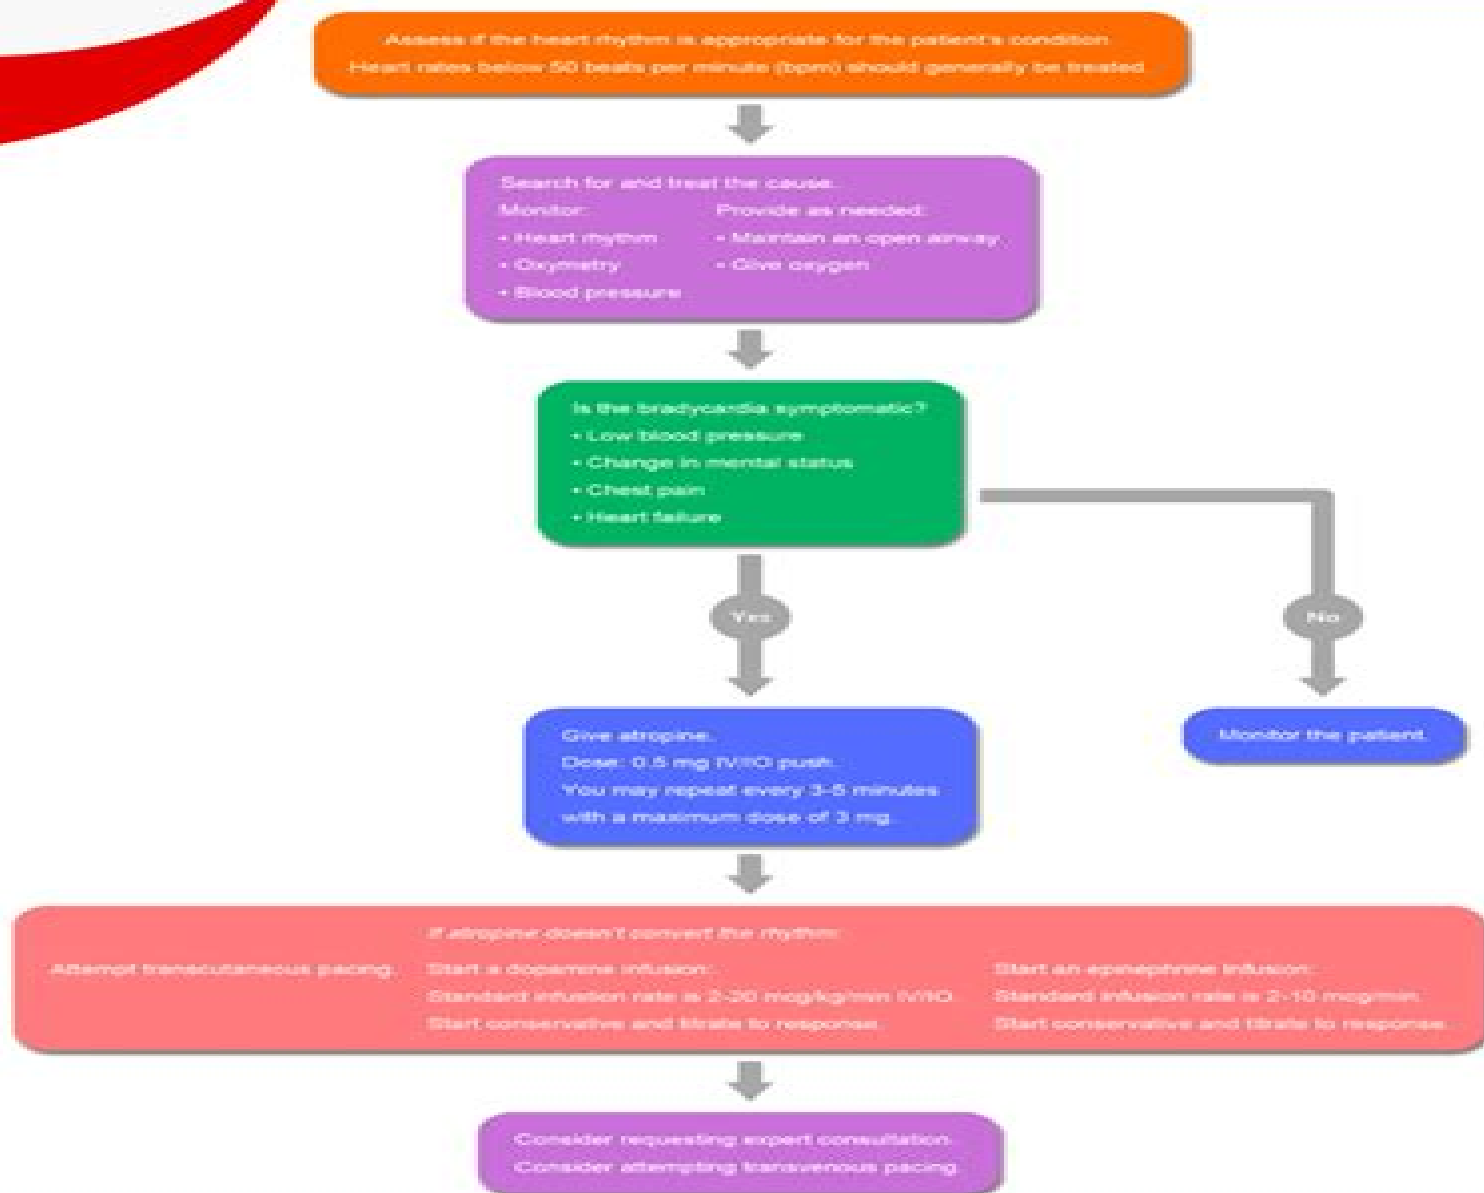 Assess if the heart rhythm is appropriate for the patient's condition.
Heart rates below 50 beats per minute (bpm) should generally be treated.
Search for and treat the cause.
Monitor:
• Heart rhythm
• Oxymetry
• Blood pressure
Provide as needed:
• Maintain an open airway
• Give oxygen
Is the bradycardia symptomatic?
• Low blood pressure
• Change in mental status
• Chest pain
• Heart failure
Yes
No
Give atropine.
Dose: 0.5 mg IV/IO push.
You may repeat every 3-5 minutes
with a maximum dose of 3 mg.
Monitor the patient.
If atropine doesn't convert the rhythm:
Attempt transcutaneous pacing.
Start a dopamine infusion:
Standard infusion rate is 2-20 mcg/kg/min IV/IO.
Start conservative and titrate to response.
Start an epinephrine infusion:
Standard infusion rate is 2-10 mcg/min.
Start conservative and titrate to response.
Consider requesting expert consultation.
Consider attempting transvenous pacing.